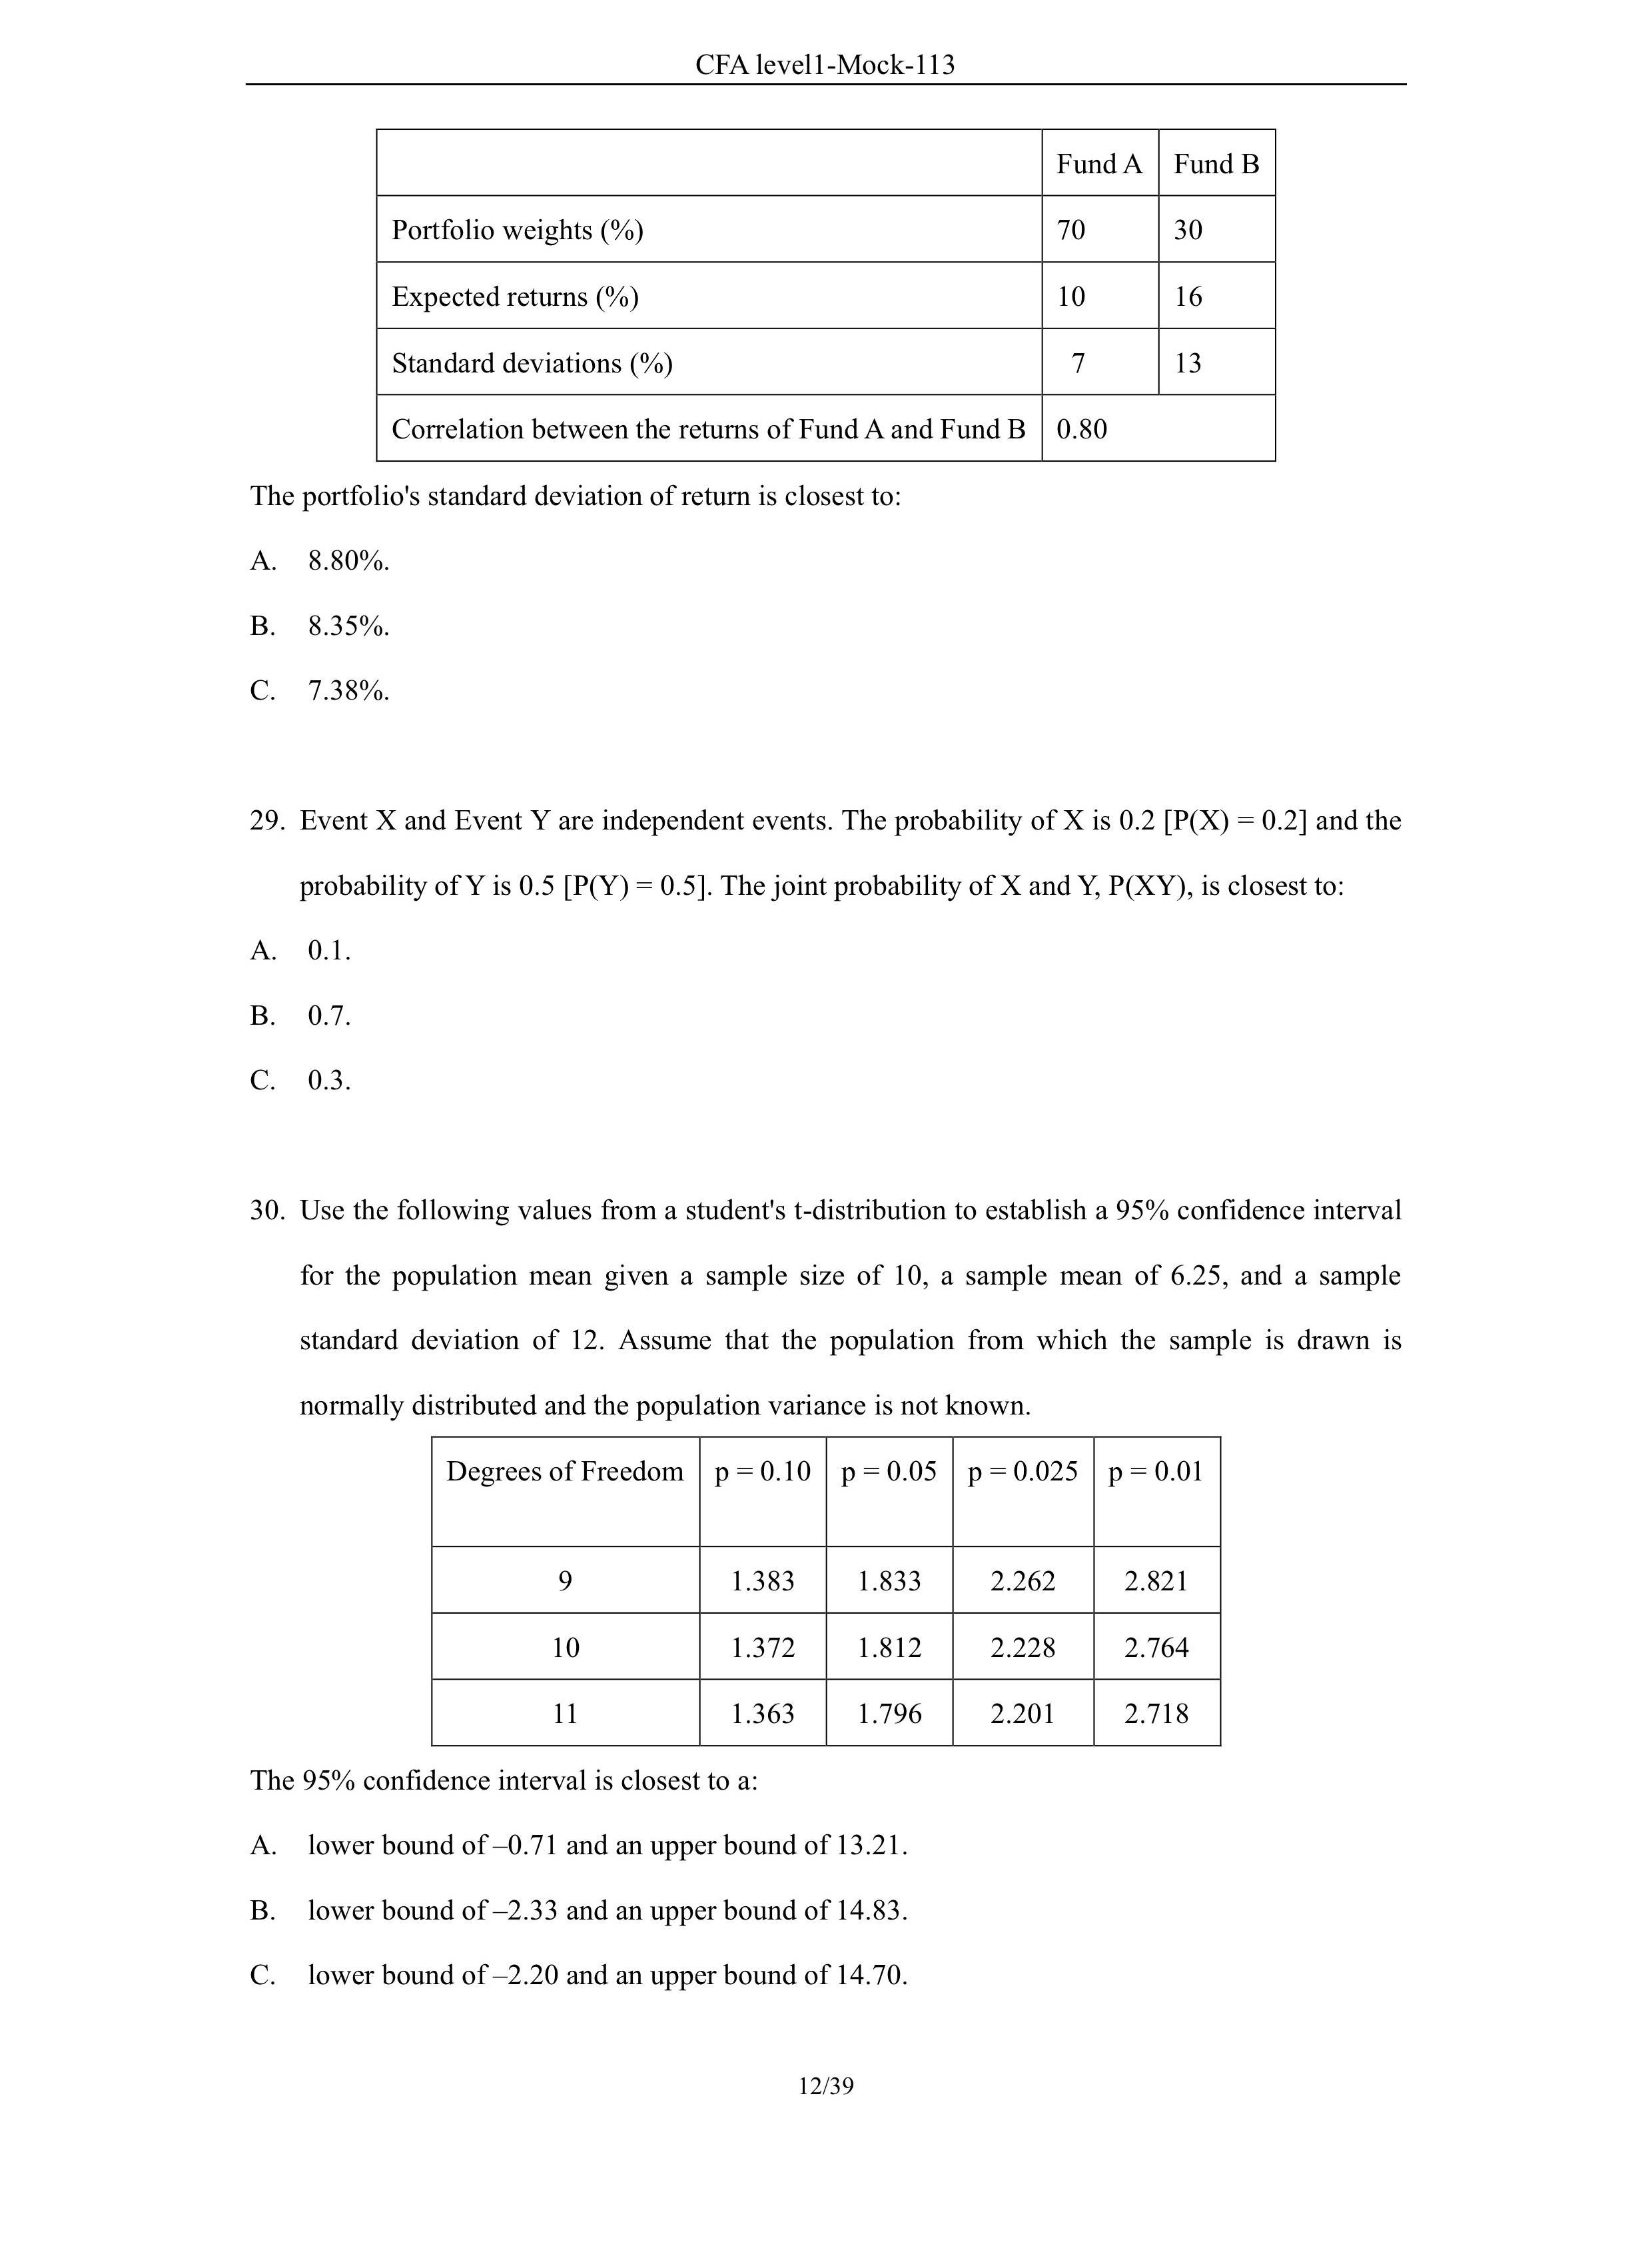 CFA level1-Mock-113
Fund A Fund B
Portfolio weights (%) 70 30
Expected returns (%) 10 16
Standard deviations (%) 7 13
Correlation between the returns of Fund A and Fund B 0.80
The portfolio's standard deviation of return is closest to:
A. 8.80%.
B. 8.35%.
C. 7.38%.
29. Event X and Event Y are independent events. The probability of X is 0.2 [P(X) = 0.2] and the
probability of Y is 0.5 [P(Y) = 0.5]. The joint probability of X and Y, P(XY), is closest to:
A. 0.1.
B. 0.7.
C. 0.3.
30. Use the following values from a student's t-distribution to establish a 95% confidence interval
for the population mean given a sample size of 10, a sample mean of 6.25, and a sample
standard deviation of 12. Assume that the population from which the sample is drawn is
normally distributed and the population variance is not known.
Degrees of Freedom p = 0.10 p = 0.05 p = 0.025 p = 0.01
9 1.383 1.833 2.262 2.821
10 1.372 1.812 2.228 2.764
11 1.363 1.796 2.201 2.718
The 95% confidence interval is closest to a:
A. lower bound of –0.71 and an upper bound of 13.21.
B. lower bound of –2.33 and an upper bound of 14.83.
C. lower bound of –2.20 and an upper bound of 14.70.
12/39